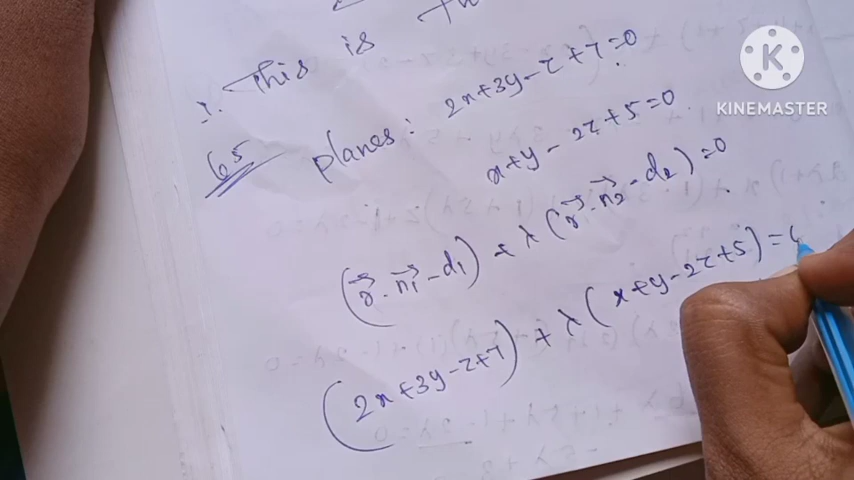 I. This is
65 planes: 2x+3y-z+7=0
x+y-2z+5=0
(r⃗.n⃗1-d1) + λ(r⃗.n⃗2-d2)=0
(2x+3y-z+7) + λ(x+y-2z+5)=0
KINEMASTER